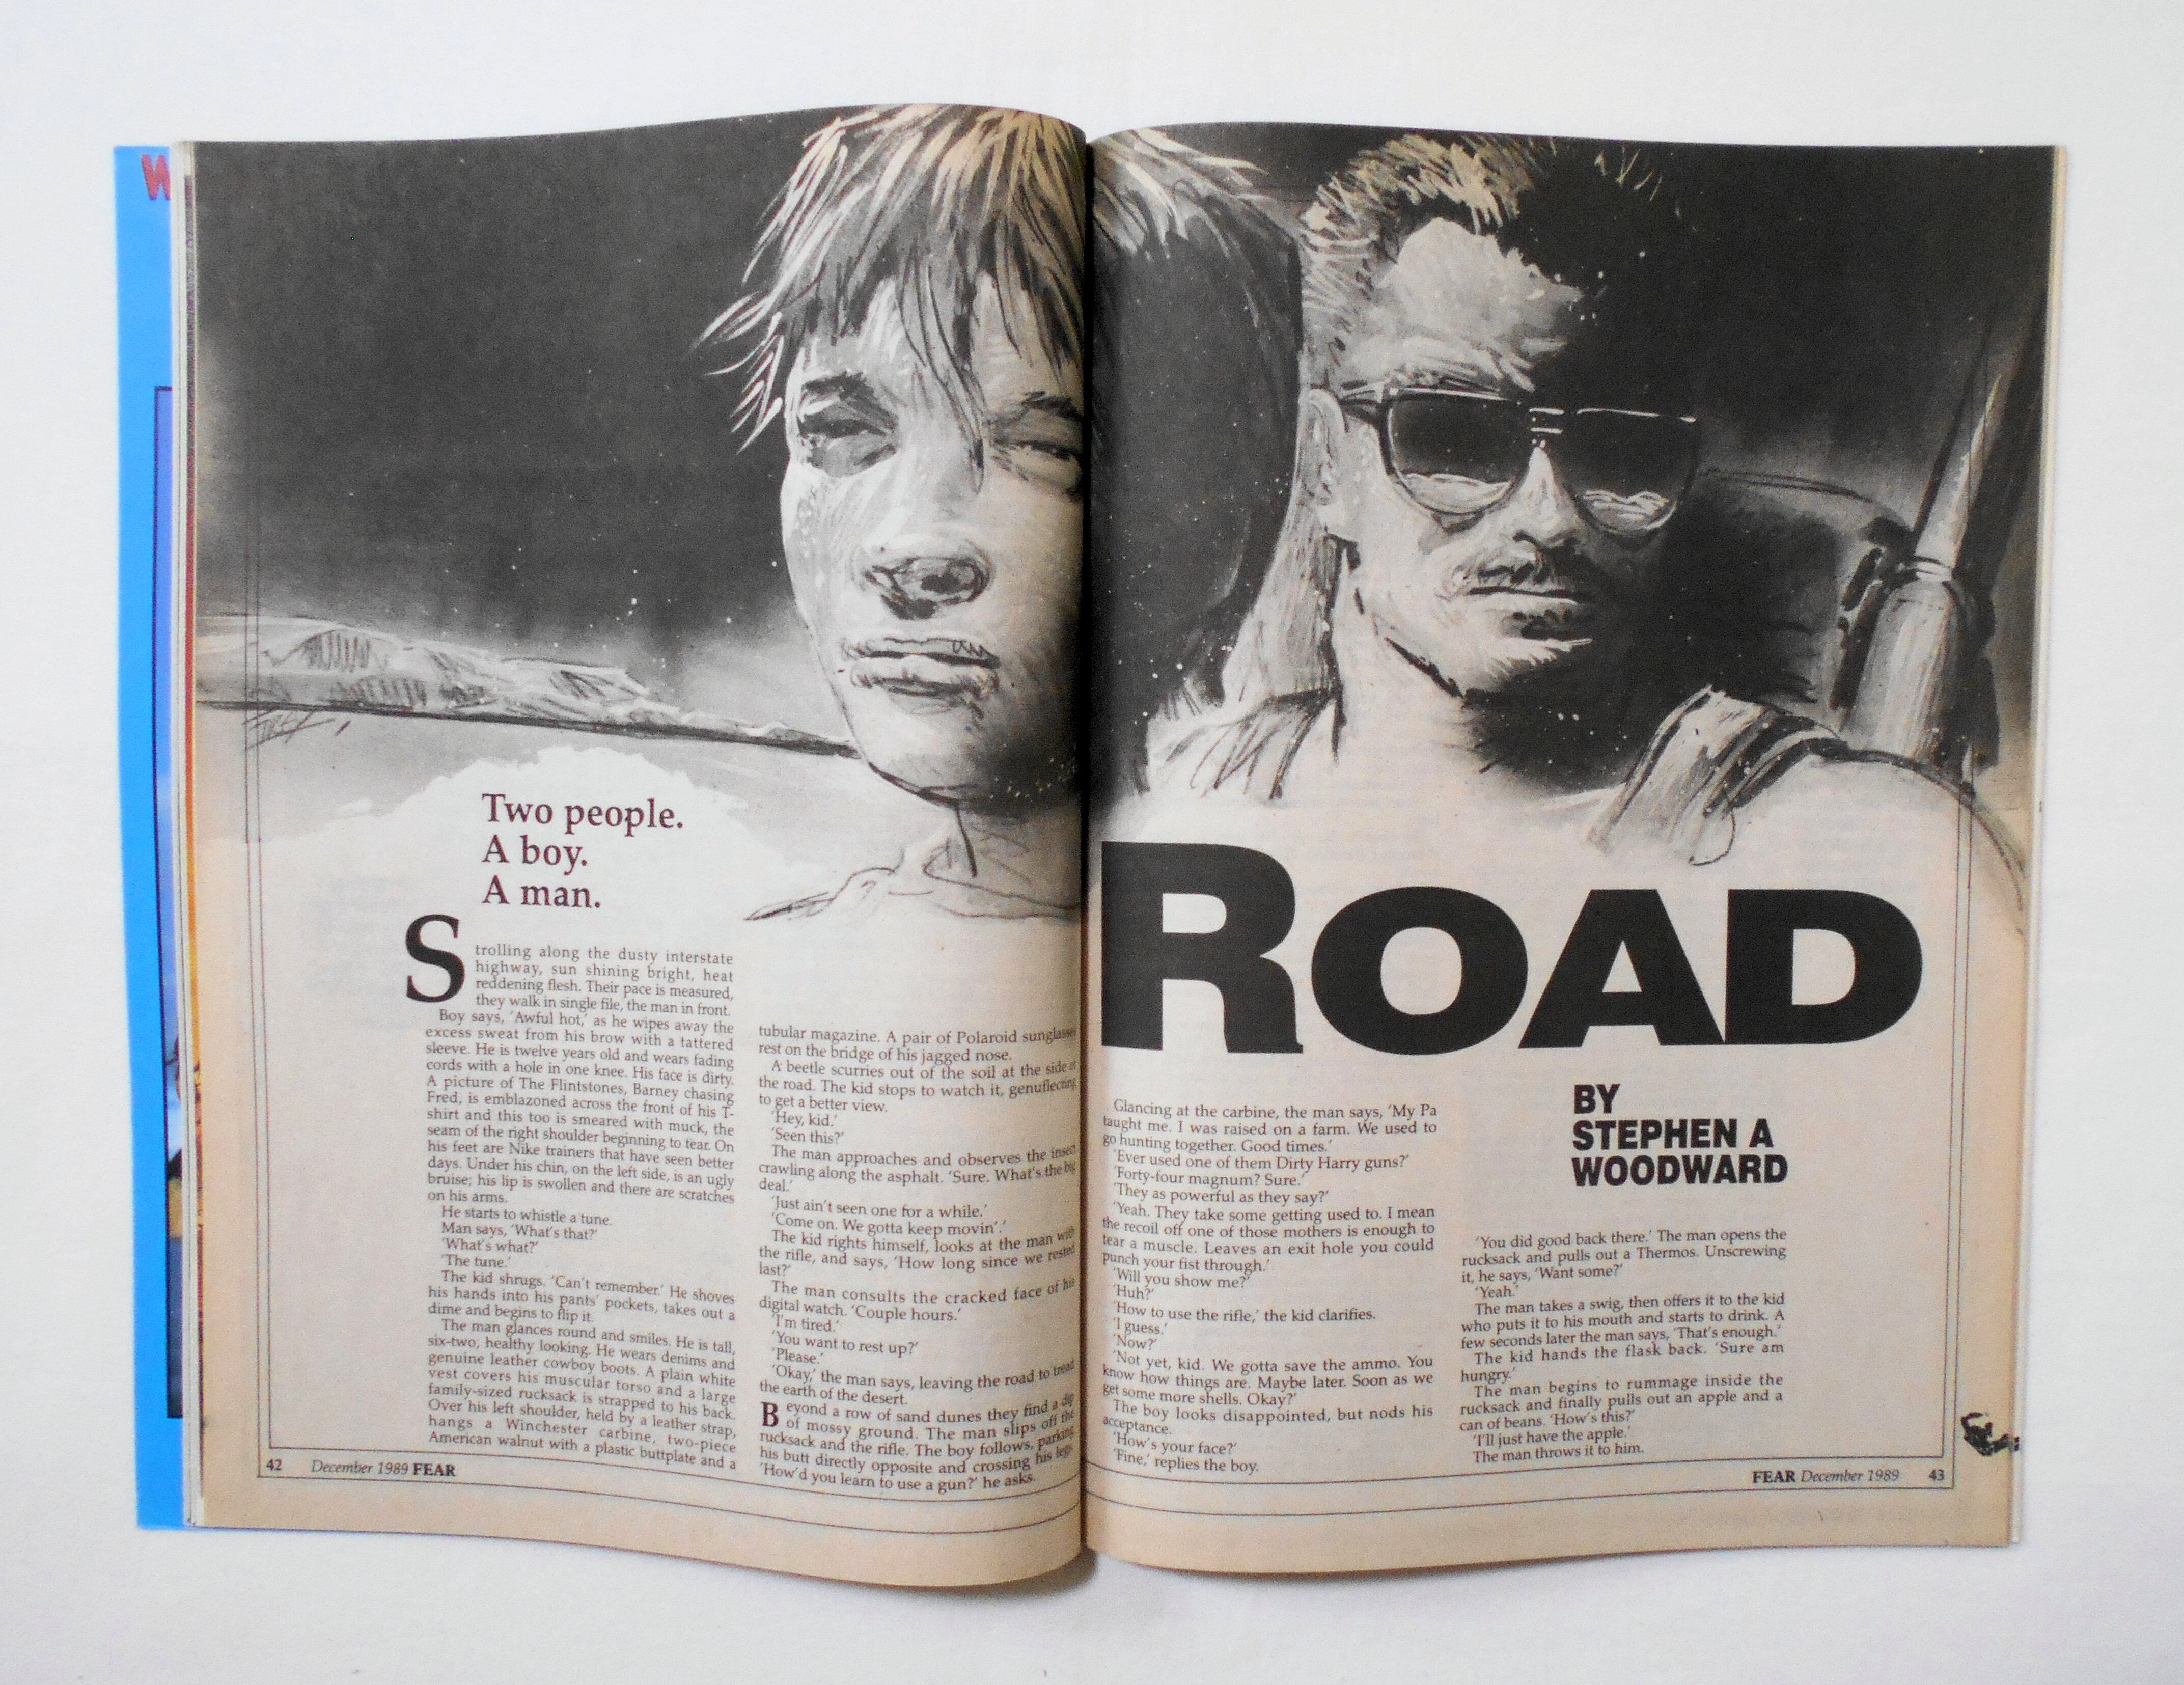 W
Two people.
A boy.
A man.
Strolling along the dusty interstate
highway, sun shining bright, heat
reddening flesh. Their pace is measured,
they walk in single file, the man in front.
Boy says, 'Awful hot,' as he wipes away the
excess sweat from his brow with a tattered
sleeve. He is twelve years old and wears fading
cords with a hole in one knee. His face is dirty.
A picture of The Flintstones, Barney chasing
Fred, is emblazoned across the front of his T-
shirt and this too is smeared with muck, the
seam of the right shoulder beginning to tear. On
his feet are Nike trainers that have seen better
days. Under his chin, on the left side, is an ugly
bruise; his lip is swollen and there are scratches
on his arms.
He starts to whistle a tune.
Man says, 'What's that?'
'What's what?'
'The tune.'
The kid shrugs. 'Can't remember.' He shoves
his hands into his pants' pockets, takes out a
dime and begins to flip it.
The man glances round and smiles. He is tall,
six-two, healthy looking. He wears denims and
genuine leather cowboy boots. A plain white
vest covers his muscular torso and a large
family-sized rucksack is strapped to his back.
Over his left shoulder, held by a leather strap,
hangs a Winchester carbine, two-piece
American walnut with a plastic buttplate and a
tubular magazine. A pair of Polaroid sunglasses
rest on the bridge of his jagged nose.
A beetle scurries out of the soil at the side of
the road. The kid stops to watch it, genuflecting
to get a better view.
'Hey, kid.'
'Seen this?'
The man approaches and observes the insect
crawling along the asphalt. 'Sure. What's the big
deal.'
'Just ain't seen one for a while.'
'Come on. We gotta keep movin'.'
The kid rights himself, looks at the man with
the rifle, and says, 'How long since we rested
last?'
The man consults the cracked face of his
digital watch. 'Couple hours.'
'I'm tired.'
'You want to rest up?'
'Please.'
'Okay,' the man says, leaving the road to tread
the earth of the desert.
Beyond a row of sand dunes they find a dip
of mossy ground. The man slips off the
rucksack and the rifle. The boy follows, parking
his butt directly opposite and crossing his legs.
'How'd you learn to use a gun?' he asks.
42 December 1989 FEAR
ROAD
BY
STEPHEN A
WOODWARD
Glancing at the carbine, the man says, 'My Pa
taught me. I was raised on a farm. We used to
go hunting together. Good times.'
'Ever used one of them Dirty Harry guns?'
'Forty-four magnum? Sure.'
'They as powerful as they say?'
'Yeah. They take some getting used to. I mean
the recoil off one of those mothers is enough to
tear a muscle. Leaves an exit hole you could
punch your fist through.'
'Will you show me?'
'Huh?'
'How to use the rifle,' the kid clarifies.
'I guess.'
'Now?'
'Not yet, kid. We gotta save the ammo. You
know how things are. Maybe later. Soon as we
get some more shells. Okay?'
The boy looks disappointed, but nods his
acceptance.
'How's your face?'
'Fine,' replies the boy.
'You did good back there.' The man opens the
rucksack and pulls out a Thermos. Unscrewing
it, he says, 'Want some?'
'Yeah.'
The man takes a swig, then offers it to the kid
who puts it to his mouth and starts to drink. A
few seconds later the man says, 'That's enough.'
The kid hands the flask back. 'Sure am
hungry.'
The man begins to rummage inside the
rucksack and finally pulls out an apple and a
can of beans. 'How's this?'
'I'll just have the apple.'
The man throws it to him.
FEAR December 1989 43